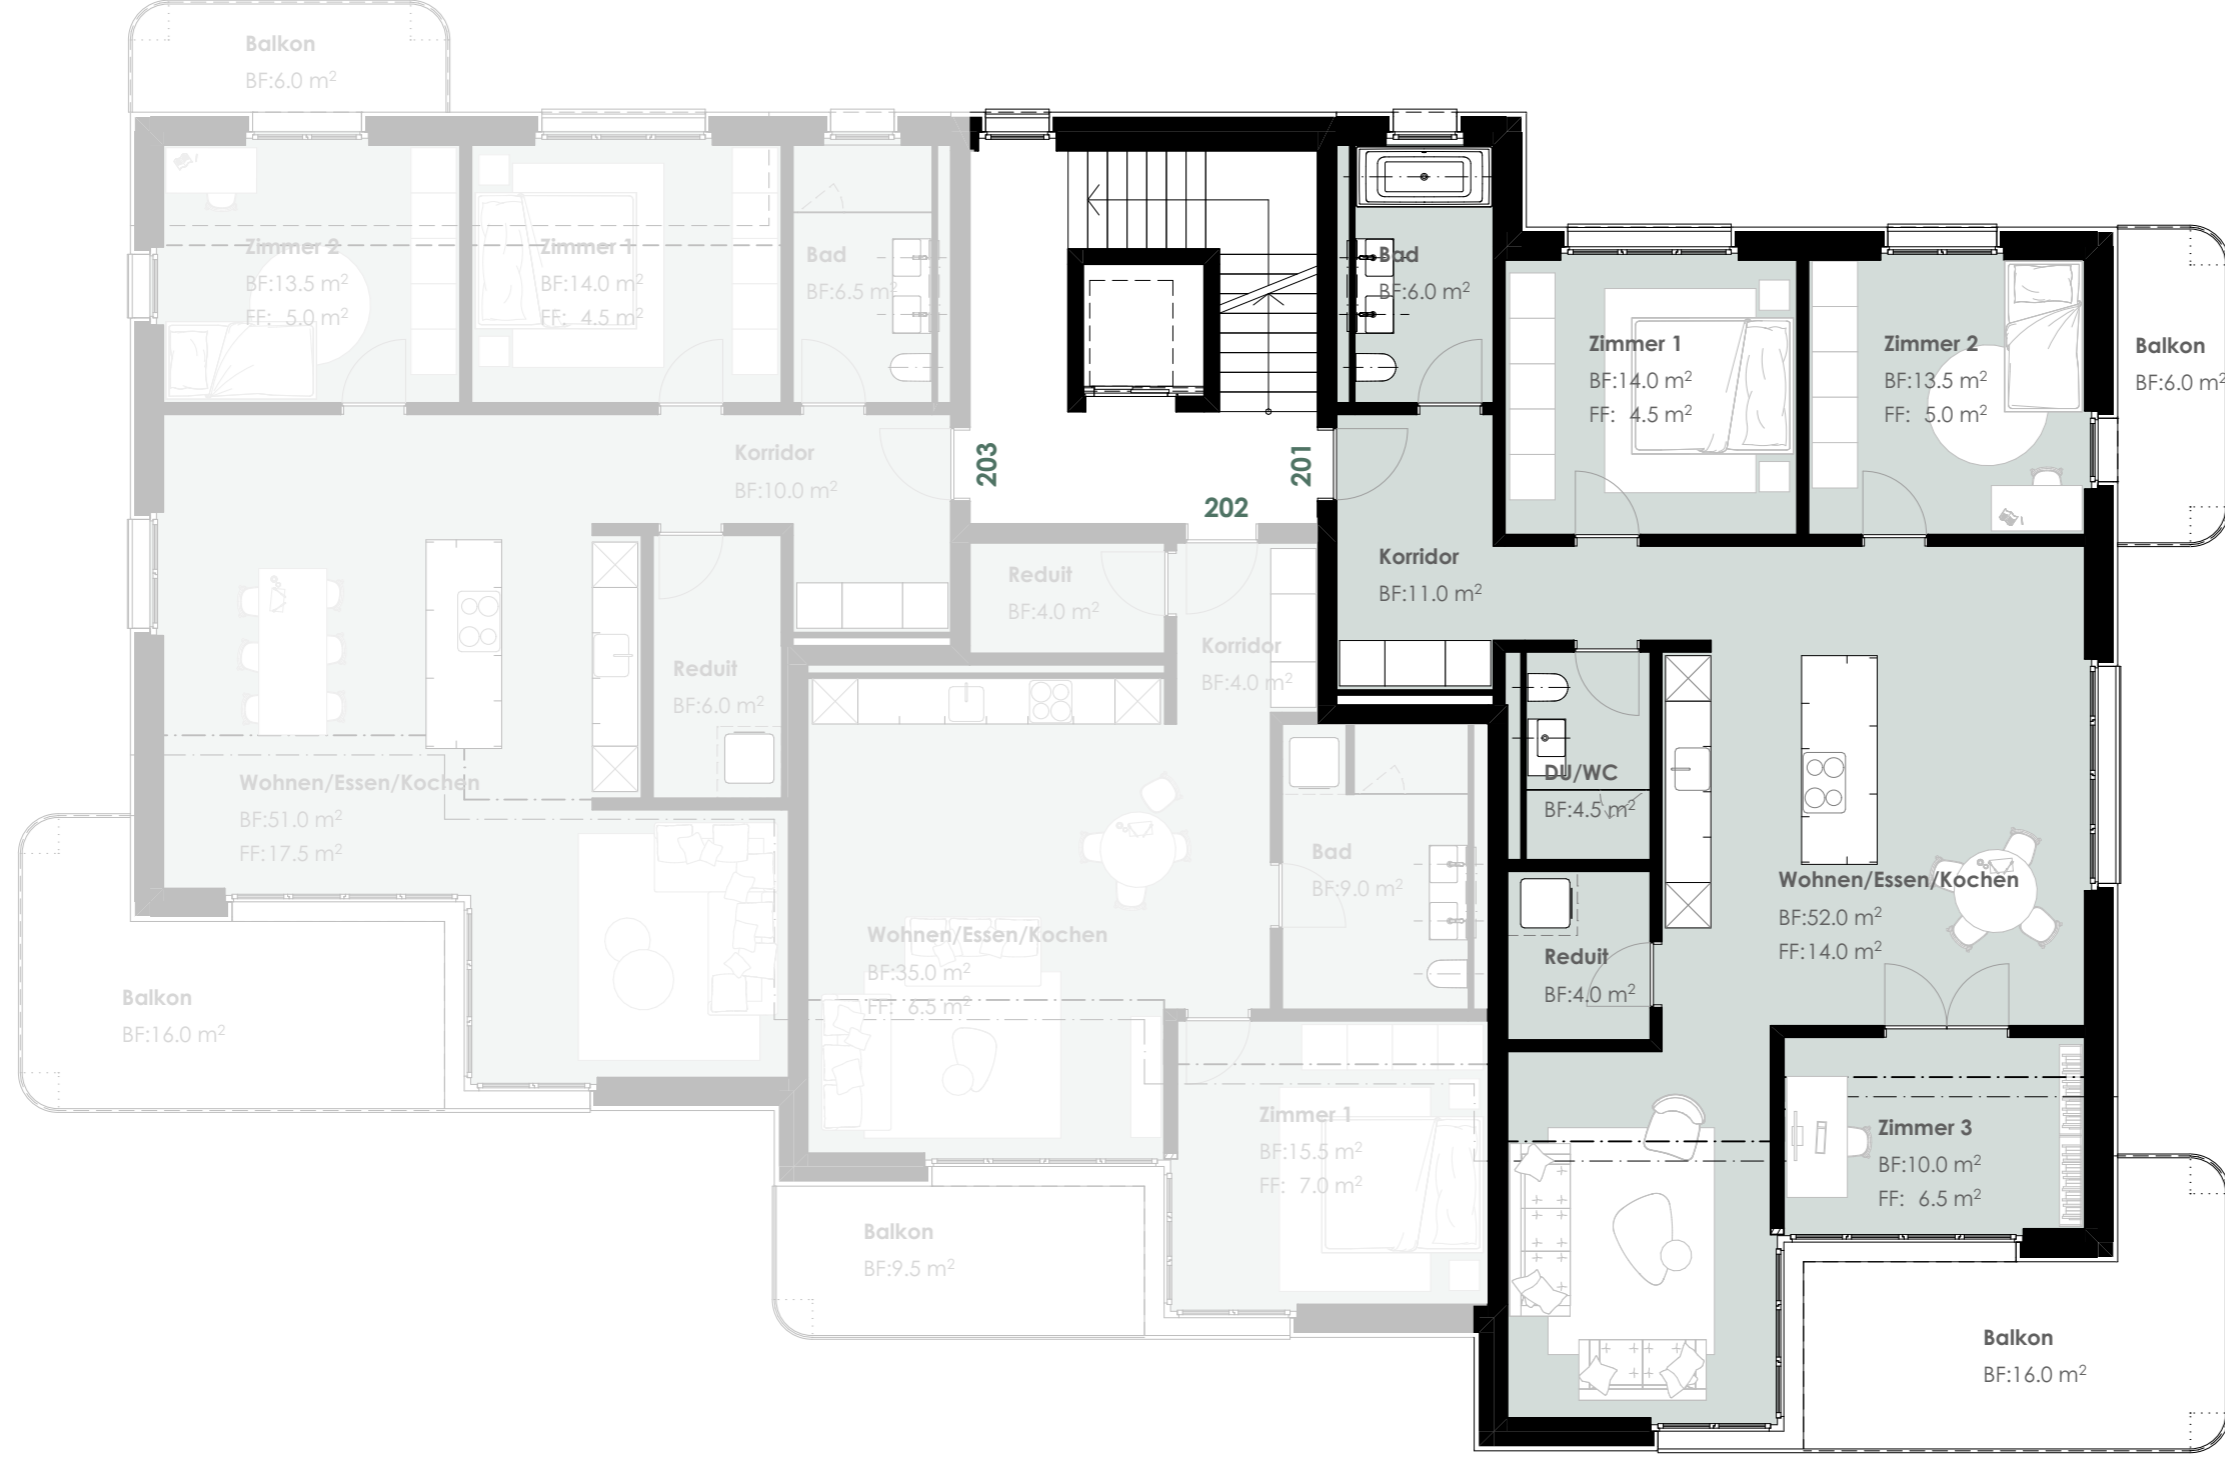 Balkon
BF:6.0 m²
Zimmer 2
BF:13.5 m²
FF: 5.0 m²
Zimmer 1
BF:14.0 m²
FF: 4.5 m²
Bad
BF:6.5 m²
Korridor
BF:10.0 m²
203
202
201
Reduit
BF:6.0 m²
Wohnen/Essen/Kochen
BF:51.0 m²
FF:17.5 m²
Balkon
BF:16.0 m²
Reduit
BF:4.0 m²
Korridor
BF:4.0 m²
Bad
BF:9.0 m²
Wohnen/Essen/Kochen
BF:35.0 m²
FF: 6.5 m²
Zimmer 1
BF:15.5 m²
FF: 7.0 m²
Balkon
BF:9.5 m²
Bad
BF:6.0 m²
Zimmer 1
BF:14.0 m²
FF: 4.5 m²
Zimmer 2
BF:13.5 m²
FF: 5.0 m²
Balkon
BF:6.0 m²
Korridor
BF:11.0 m²
DU/WC
BF:4.5 m²
Wohnen/Essen/Kochen
BF:52.0 m²
FF:14.0 m²
Reduit
BF:4.0 m²
Zimmer 3
BF:10.0 m²
FF: 6.5 m²
Balkon
BF:16.0 m²